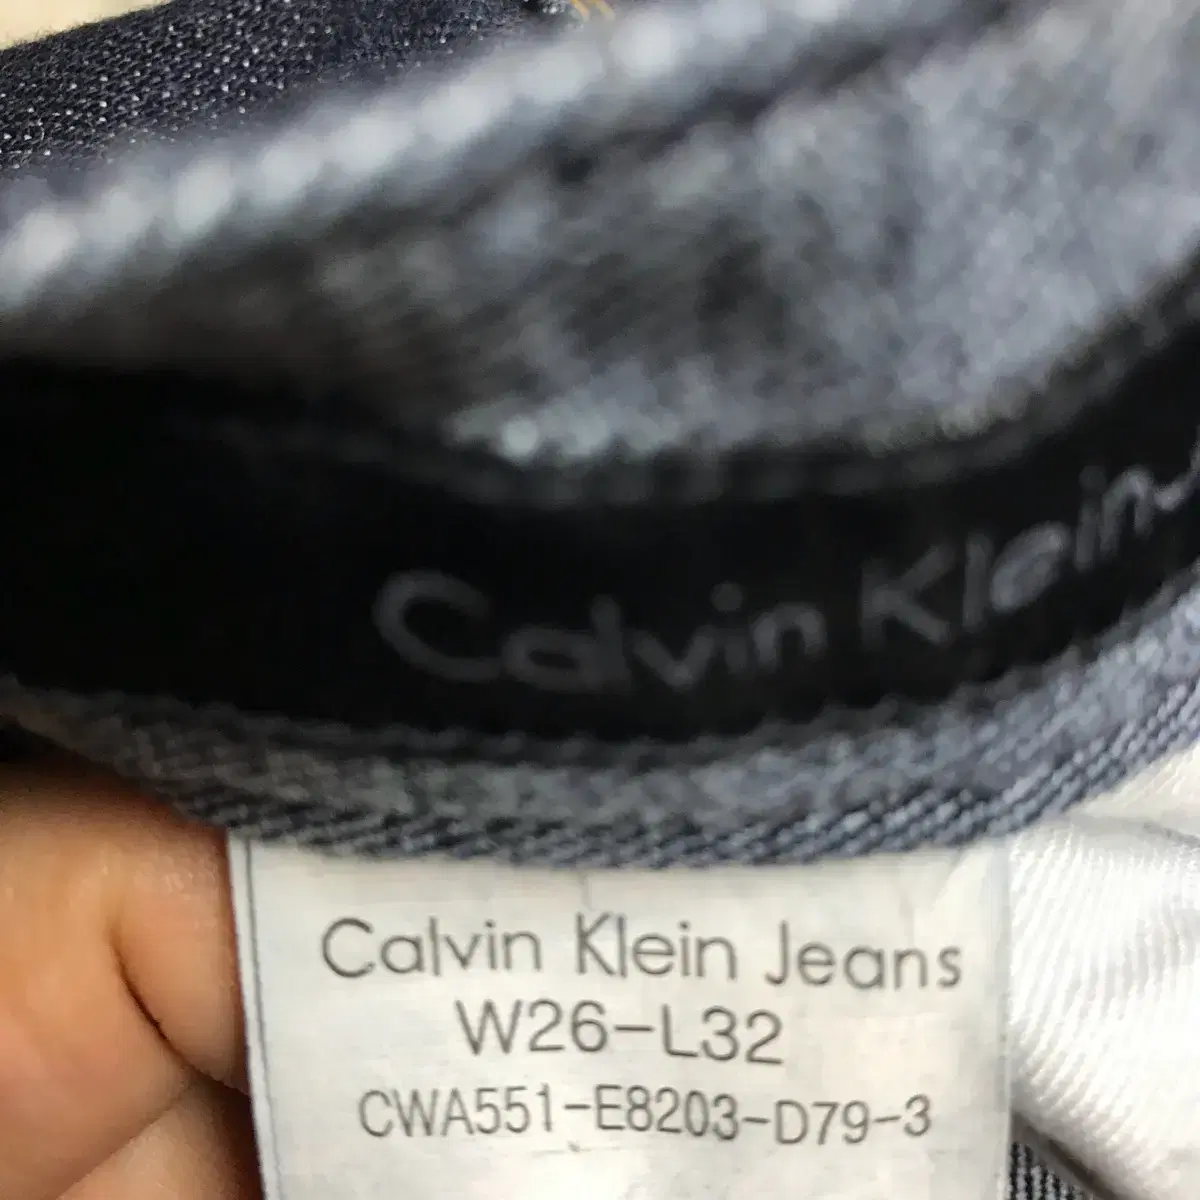 Calvin Klein J
Calvin Klein Jeans
W26-L32
CWA551-E8203-D79-3